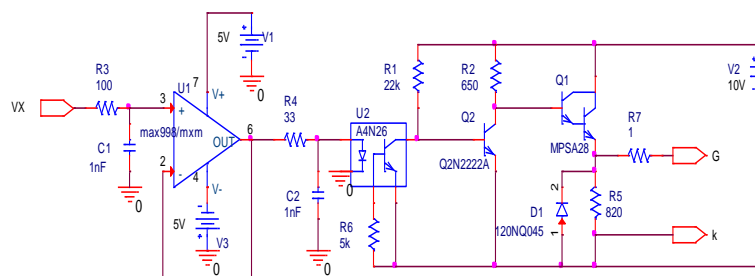 V1
5V
R3
100
VX
3
7
U1
V+
+
max998/mxm
OUT
6
2
-
4
V-
C1
1nF
0
0
5V
V3
0
R4
33
C2
1nF
0
U2
A4N26
0
R6
5k
R1
22k
R2
650
Q2
Q2N2222A
Q1
MPSA28
R7
1
G
2
D1
1
120NQ045
R5
820
k
V2
10V